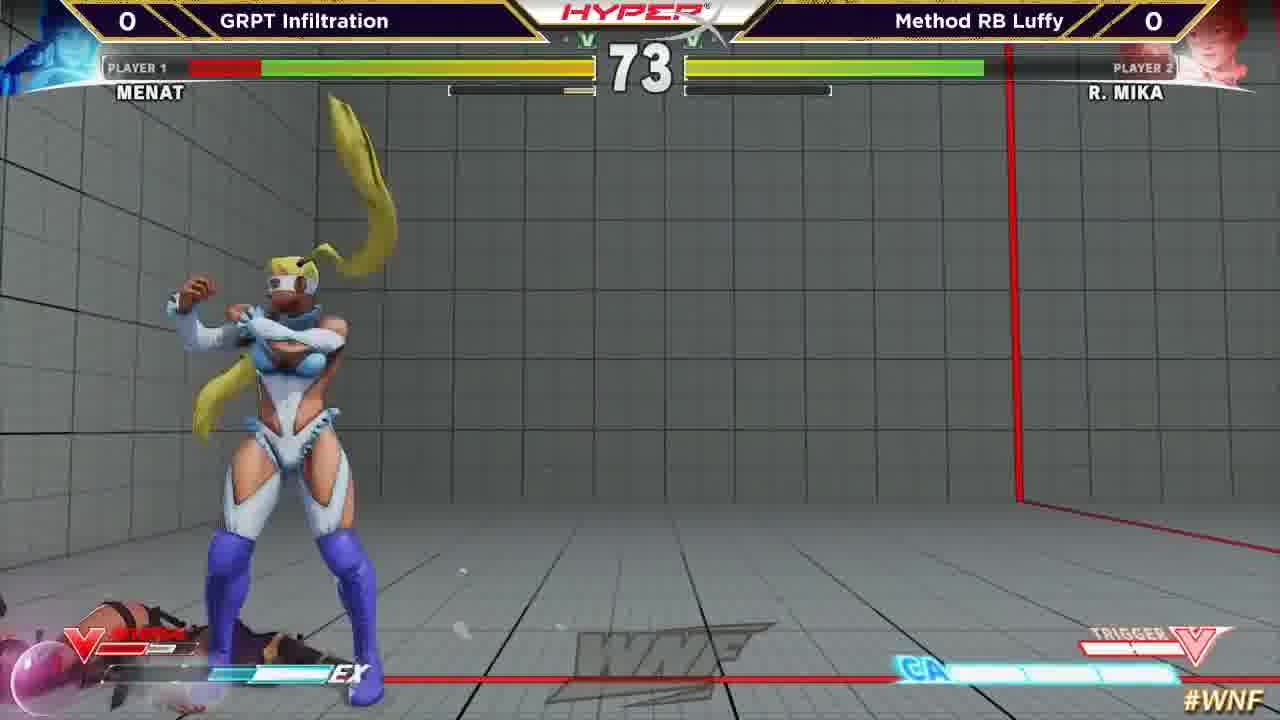 0 GRPT Infiltration HYPERX Method RB Luffy 0
V 73 V
PLAYER 1 PLAYER 2
MENAT R. MIKA
V TRIGGER V
EX CA
WNF
#WNF